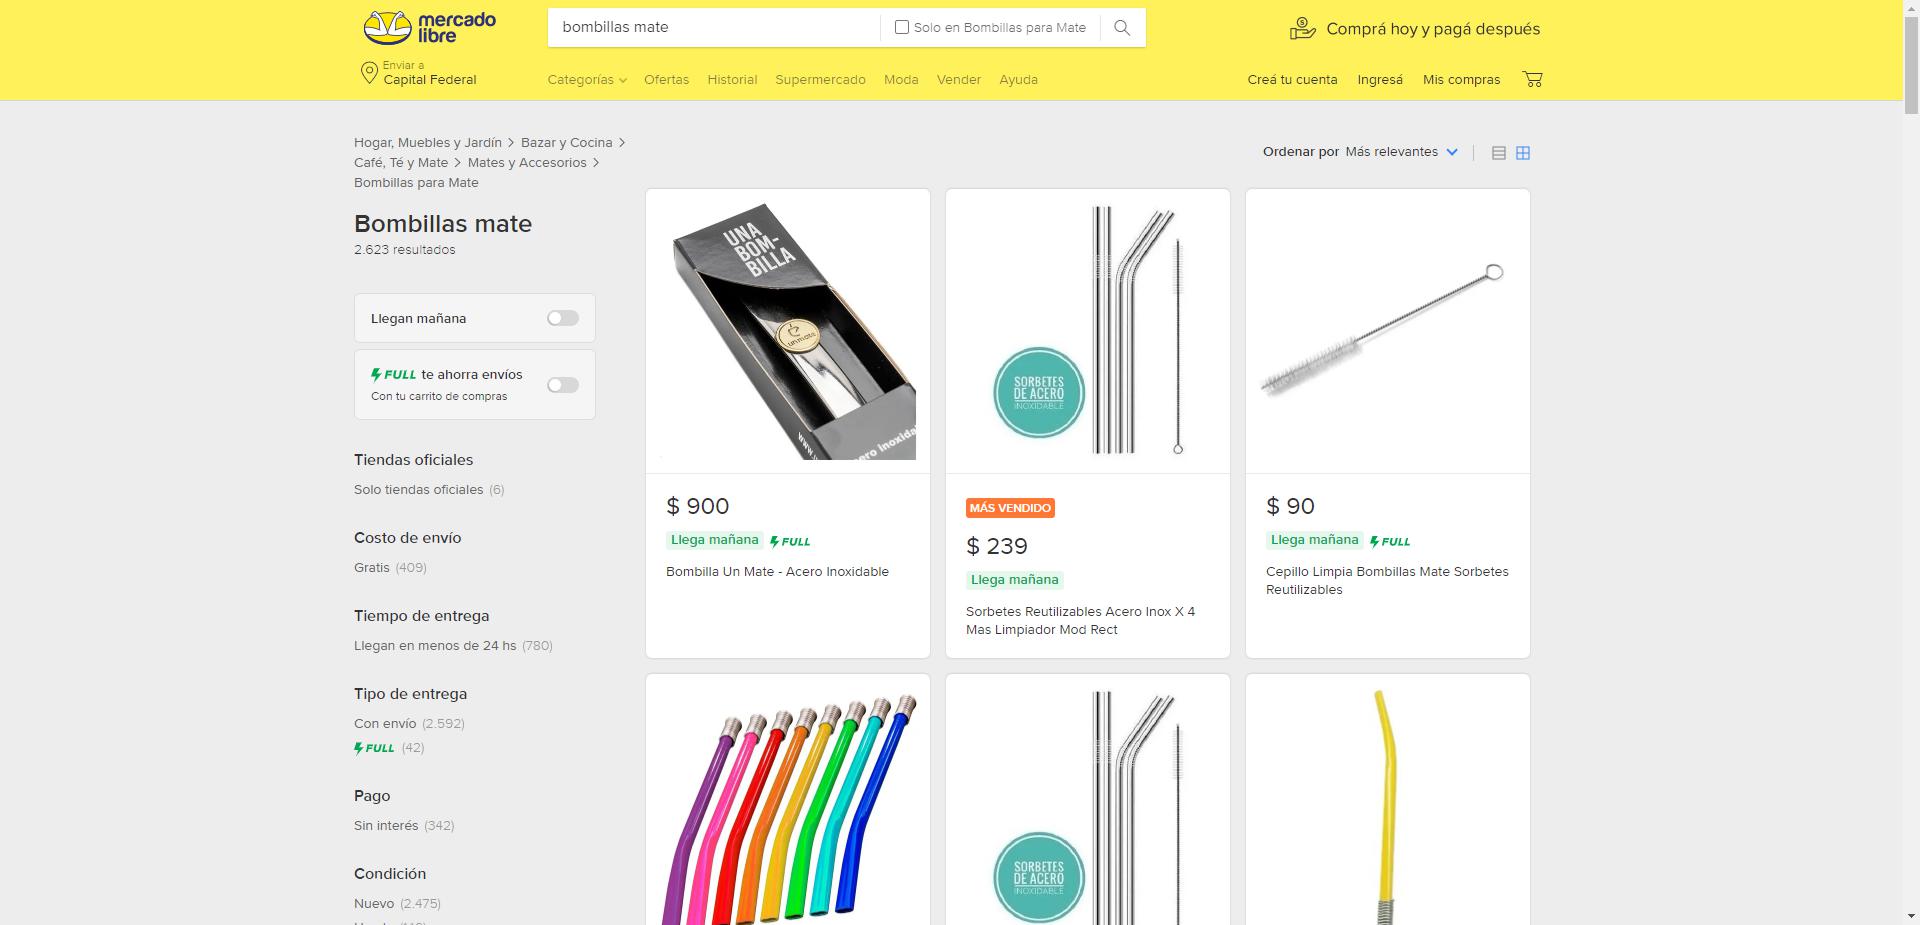 mercado
libre
bombillas mate
Solo en Bombillas para Mate
Comprá hoy y pagá después
Enviar a
Capital Federal
Categorías
Ofertas
Historial
Supermercado
Moda
Vender
Ayuda
Creá tu cuenta
Ingresá
Mis compras
Hogar, Muebles y Jardín > Bazar y Cocina >
Café, Té y Mate > Mates y Accesorios >
Bombillas para Mate
Ordenar por Más relevantes
Bombillas mate
2.623 resultados
Llegan mañana
FULL te ahorra envíos
Con tu carrito de compras
Tiendas oficiales
Solo tiendas oficiales (6)
Costo de envío
Gratis (409)
Tiempo de entrega
Llegan en menos de 24 hs (780)
Tipo de entrega
Con envío (2.592)
FULL (42)
Pago
Sin interés (342)
Condición
Nuevo (2.475)
UNA
BOM-
BILLA
unmate
$ 900
Llega mañana FULL
Bombilla Un Mate - Acero Inoxidable
SORBETES
DE ACERO
INOXIDABLE
MÁS VENDIDO
$ 239
Llega mañana
Sorbetes Reutilizables Acero Inox X 4
Mas Limpiador Mod Rect
$ 90
Llega mañana FULL
Cepillo Limpia Bombillas Mate Sorbetes
Reutilizables
SORBETES
DE ACERO
INOXIDABLE